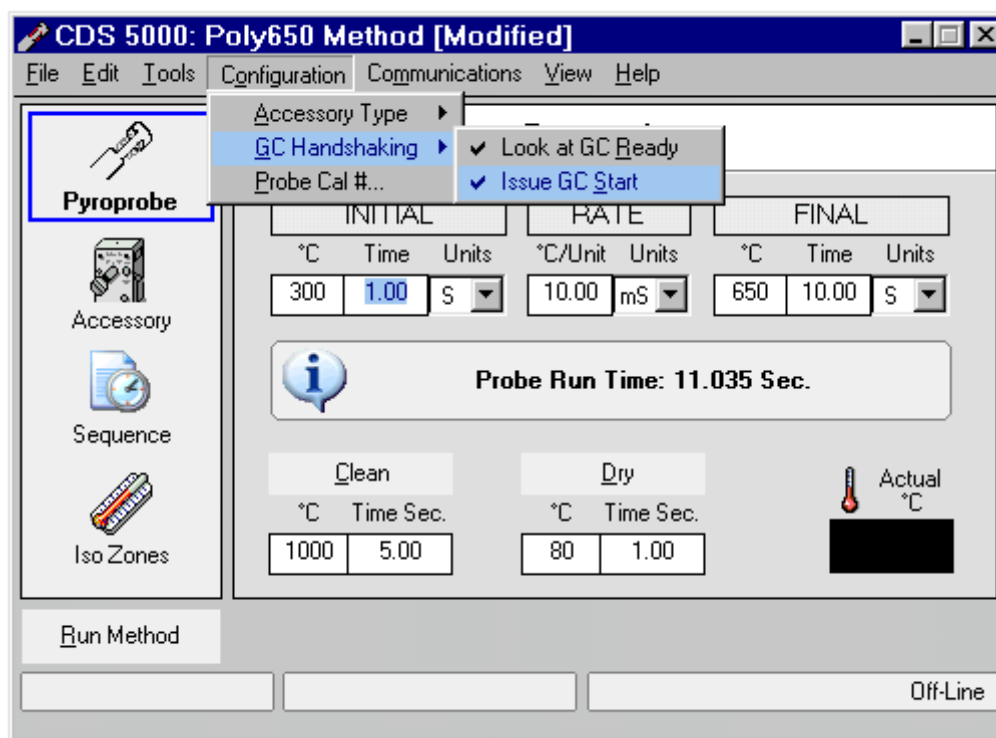 CDS 5000: Poly650 Method [Modified]
File Edit Tools Configuration Communications View Help
Accessory Type
GC Handshaking
Probe Cal #...
Look at GC Ready
Issue GC Start
Pyroprobe
Accessory
Sequence
Iso Zones
INITIAL RATE FINAL
°C Time Units °C/Unit Units °C Time Units
300 1.00 S 10.00 mS 650 10.00 S
Probe Run Time: 11.035 Sec.
Clean Dry
°C Time Sec. °C Time Sec.
1000 5.00 80 1.00
Actual
°C
Run Method
Off-Line